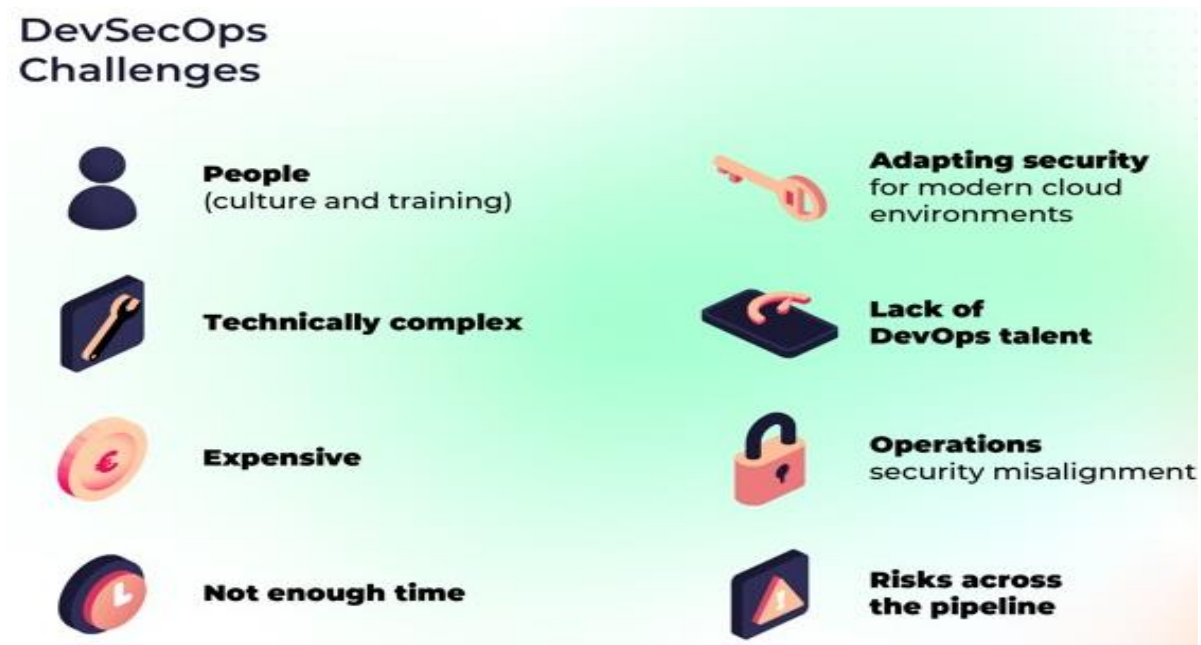 DevSecOps
Challenges
People
(culture and training)
Technically complex
Expensive
Not enough time
Adapting security
for modern cloud
environments
Lack of
DevOps talent
Operations
security misalignment
Risks across
the pipeline